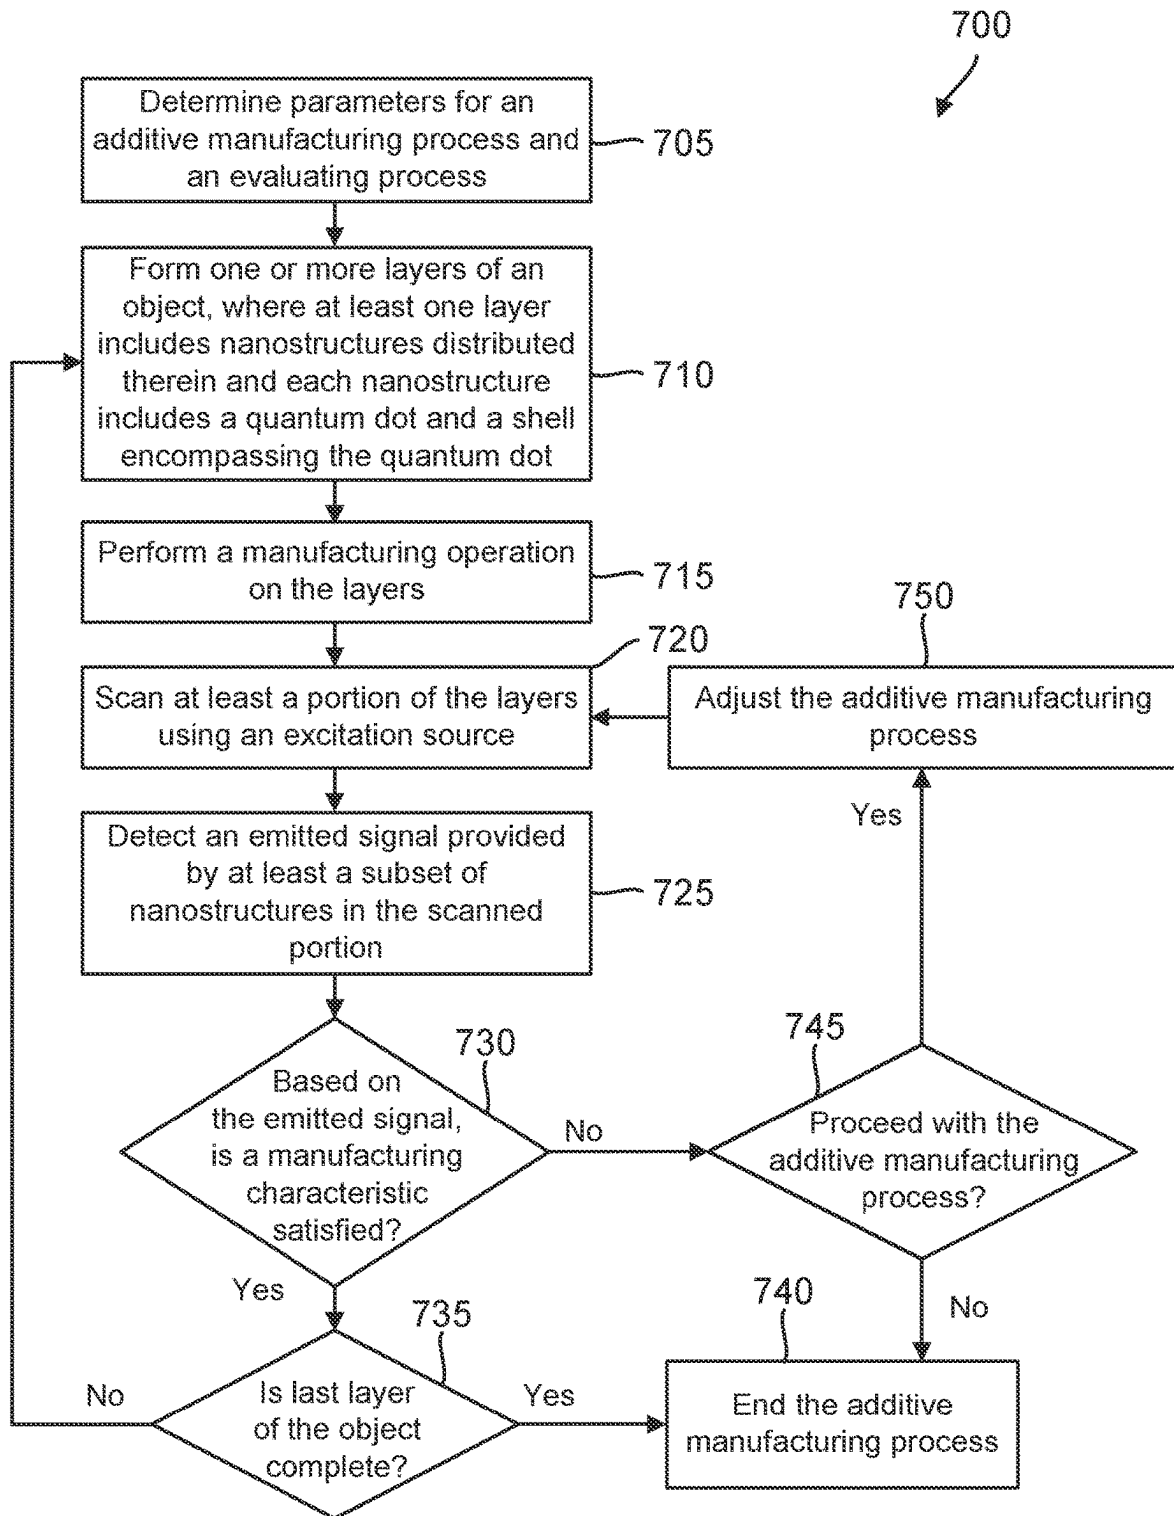 700
Determine parameters for an
additive manufacturing process and
an evaluating process
705
Form one or more layers of an
object, where at least one layer
includes nanostructures distributed
therein and each nanostructure
includes a quantum dot and a shell
encompassing the quantum dot
710
Perform a manufacturing operation
on the layers
715
720
Scan at least a portion of the layers
using an excitation source
750
Adjust the additive manufacturing
process
Yes
Detect an emitted signal provided
by at least a subset of
nanostructures in the scanned
portion
725
730
Based on
the emitted signal,
is a manufacturing
characteristic
satisfied?
No
745
Proceed with the
additive manufacturing
process?
Yes
No
735
Is last layer
of the object
complete?
No
Yes
740
End the additive
manufacturing process